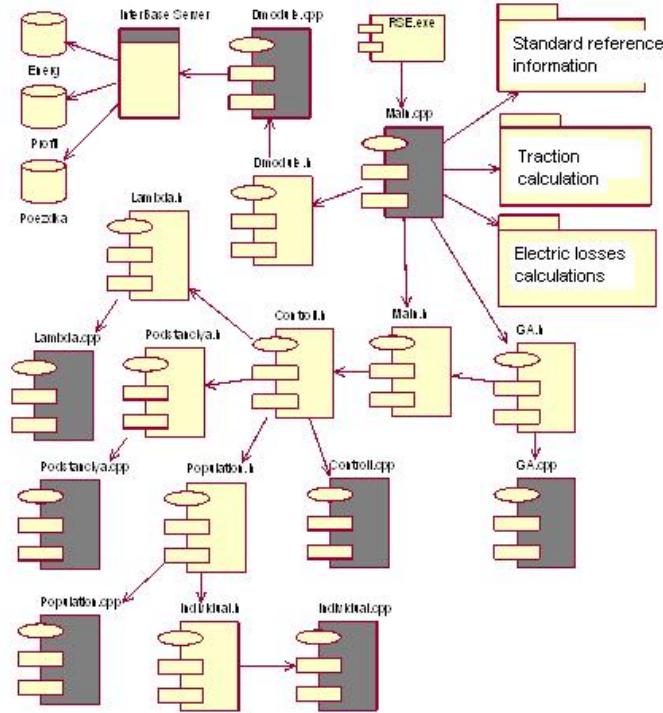 InterBase Server
Dmodule.cpp
RSE.exe
Energ
Profil
Poezdka
Standard reference
information
Main.cpp
Traction
calculation
Dmodule.h
Electric losses
calculations
Lambda.h
Lambda.cpp
Podstanciya.h
Controll.h
Main.h
GA.h
Podstanciya.cpp
Population.h
Controll.cpp
GA.cpp
Population.cpp
Individual.h
Individual.cpp